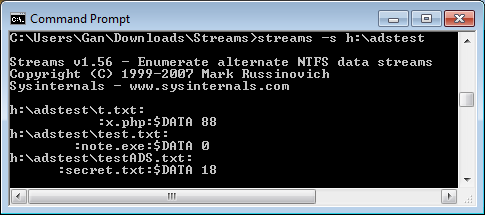 Command Prompt
C:\Users\Gan\Downloads\Streams>streams -s h:\adstest
Streams v1.56 - Enumerate alternate NTFS data streams
Copyright (C) 1999-2007 Mark Russinovich
Sysinternals - www.sysinternals.com
h:\adstest\t.txt:
:x.php:$DATA 88
h:\adstest\test.txt:
:note.exe:$DATA 0
h:\adstest\testADS.txt:
:secret.txt:$DATA 18